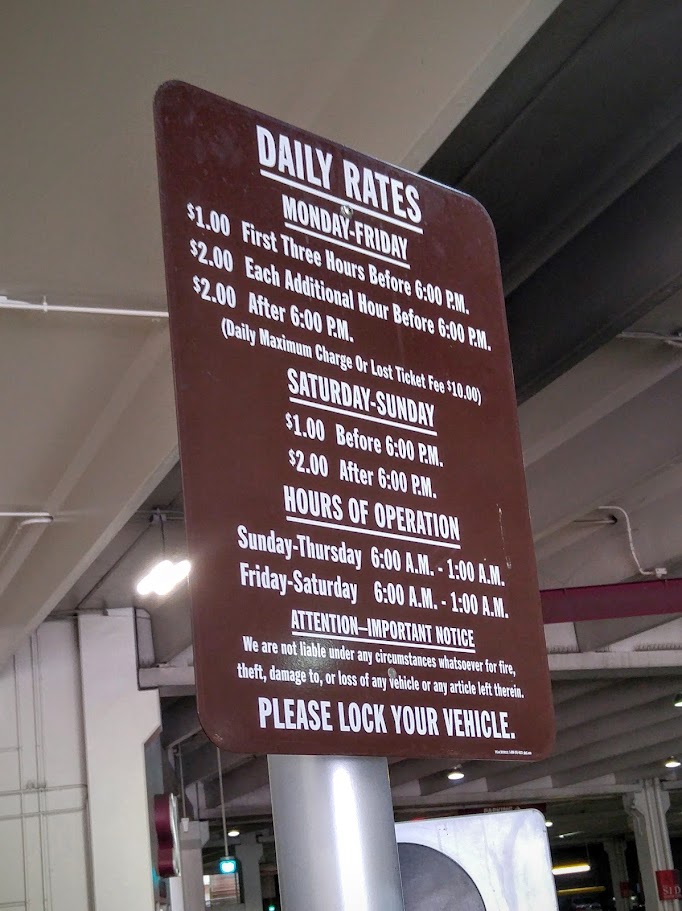 DAILY RATES
MONDAY-FRIDAY
$1.00 First Three Hours Before 6:00 P.M.
$2.00 Each Additional Hour Before 6:00 P.M.
$2.00 After 6:00 P.M.
(Daily Maximum Charge Or Lost Ticket Fee $10.00)
SATURDAY-SUNDAY
$1.00 Before 6:00 P.M.
$2.00 After 6:00 P.M.
HOURS OF OPERATION
Sunday-Thursday 6:00 A.M. - 1:00 A.M.
Friday-Saturday 6:00 A.M. - 1:00 A.M.
ATTENTION—IMPORTANT NOTICE
We are not liable under any circumstances whatsoever for fire,
theft, damage to, or loss of any vehicle or any article left therein.
PLEASE LOCK YOUR VEHICLE.